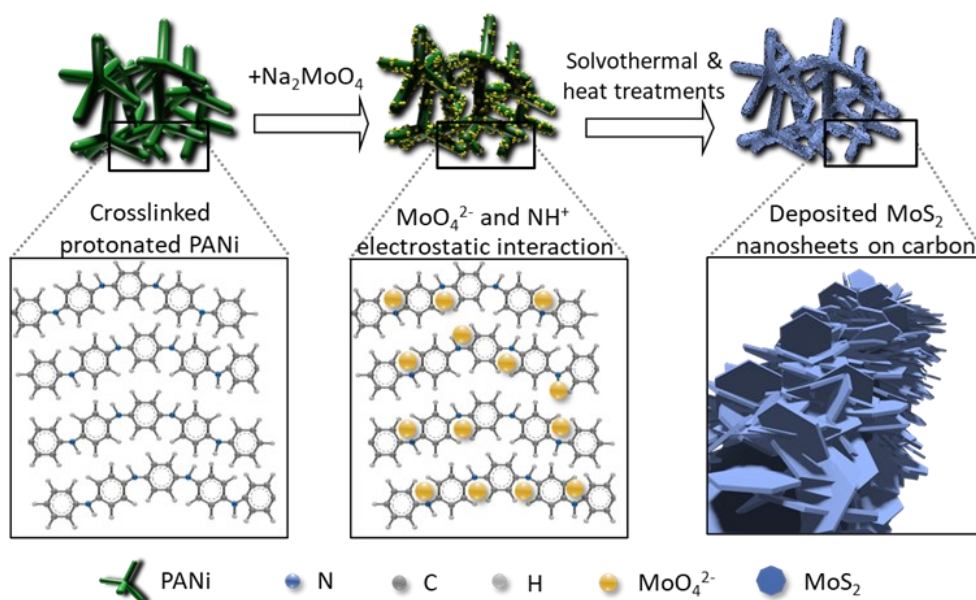 +Na₂MoO₄
Solvothermal &
heat treatments
Crosslinked
protonated PANi
MoO₄²⁻ and NH⁺
electrostatic interaction
Deposited MoS₂
nanosheets on carbon
PANi
N
C
H
MoO₄²⁻
MoS₂